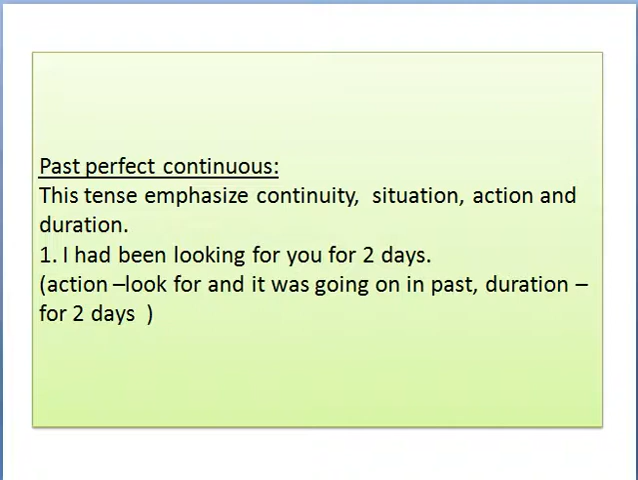 Past perfect continuous:
This tense emphasize continuity,  situation, action and
duration.
1. I had been looking for you for 2 days.
(action –look for and it was going on in past, duration –
for 2 days  )